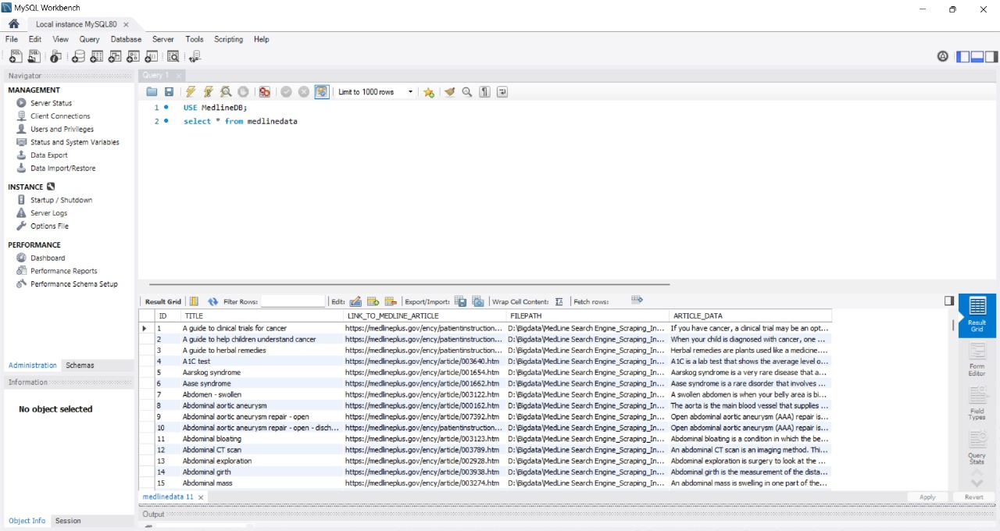 MySQL Workbench
Local instance MySQL80
File Edit View Query Database Server Tools Scripting Help
Navigator
MANAGEMENT
Server Status
Client Connections
Users and Privileges
Status and System Variables
Data Export
Data Import/Restore
INSTANCE
Startup / Shutdown
Server Logs
Options File
PERFORMANCE
Dashboard
Performance Reports
Performance Schema Setup
Administration Schemas
Information
No object selected
Object Info Session
Query 1
Limit to 1000 rows
1 USE MedlineDB;
2 select * from medlinedata
Result Grid Filter Rows: Edit: Export/Import: Wrap Cell Content: Fetch rows:
ID TITLE LINK_TO_MEDLINE_ARTICLE FILEPATH ARTICLE_DATA
1 A guide to clinical trials for cancer https://medlineplus.gov/ency/patientinstruction... D:\Bigdata\MedLine Search Engine_Scraping_In... If you have cancer, a clinical trial may be an opt...
2 A guide to help children understand cancer https://medlineplus.gov/ency/patientinstruction... D:\Bigdata\MedLine Search Engine_Scraping_In... When your child is diagnosed with cancer, one ...
3 A guide to herbal remedies https://medlineplus.gov/ency/patientinstruction... D:\Bigdata\MedLine Search Engine_Scraping_In... Herbal remedies are plants used like a medicine....
4 A1C test https://medlineplus.gov/ency/article/003640.htm D:\Bigdata\MedLine Search Engine_Scraping_In... A1C is a lab test that shows the average level o...
5 Aarskog syndrome https://medlineplus.gov/ency/article/001654.htm D:\Bigdata\MedLine Search Engine_Scraping_In... Aarskog syndrome is a very rare disease that a...
6 Aase syndrome https://medlineplus.gov/ency/article/001662.htm D:\Bigdata\MedLine Search Engine_Scraping_In... Aase syndrome is a rare disorder that involves ...
7 Abdomen - swollen https://medlineplus.gov/ency/article/003122.htm D:\Bigdata\MedLine Search Engine_Scraping_In... A swollen abdomen is when your belly area is bi...
8 Abdominal aortic aneurysm https://medlineplus.gov/ency/article/000162.htm D:\Bigdata\MedLine Search Engine_Scraping_In... The aorta is the main blood vessel that supplies ...
9 Abdominal aortic aneurysm repair - open https://medlineplus.gov/ency/article/007392.htm D:\Bigdata\MedLine Search Engine_Scraping_In... Open abdominal aortic aneurysm (AAA) repair is...
10 Abdominal aortic aneurysm repair - open - disch... https://medlineplus.gov/ency/patientinstruction... D:\Bigdata\MedLine Search Engine_Scraping_In... Open abdominal aortic aneurysm (AAA) repair is...
11 Abdominal bloating https://medlineplus.gov/ency/article/003123.htm D:\Bigdata\MedLine Search Engine_Scraping_In... Abdominal bloating is a condition in which the be...
12 Abdominal CT scan https://medlineplus.gov/ency/article/003789.htm D:\Bigdata\MedLine Search Engine_Scraping_In... An abdominal CT scan is an imaging method. Thi...
13 Abdominal exploration https://medlineplus.gov/ency/article/002928.htm D:\Bigdata\MedLine Search Engine_Scraping_In... Abdominal exploration is surgery to look at the ...
14 Abdominal girth https://medlineplus.gov/ency/article/003938.htm D:\Bigdata\MedLine Search Engine_Scraping_In... Abdominal girth is the measurement of the dista...
15 Abdominal mass https://medlineplus.gov/ency/article/003274.htm D:\Bigdata\MedLine Search Engine_Scraping_In... An abdominal mass is swelling in one part of the...
Result
Grid
Form
Editor
Field
Types
Query
Stats
medlinedata 11
Apply Revert
Output